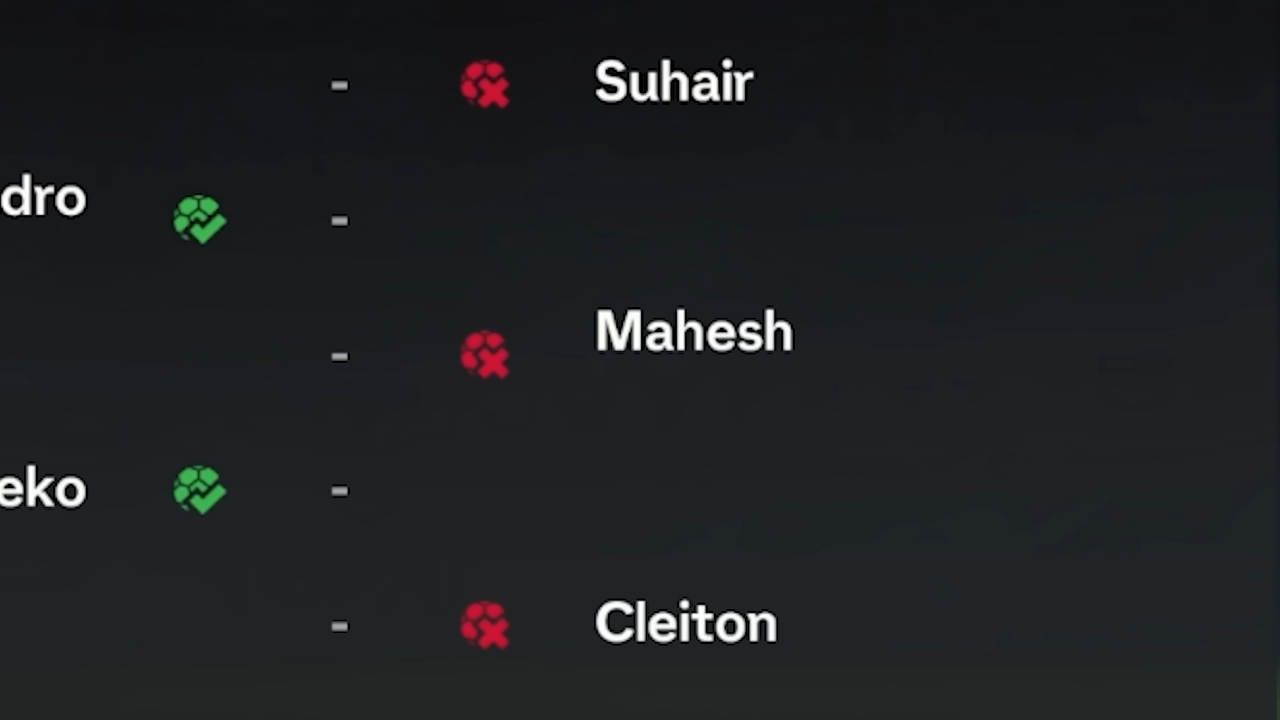 - Suhair
dro -
- Mahesh
eko -
- Cleiton